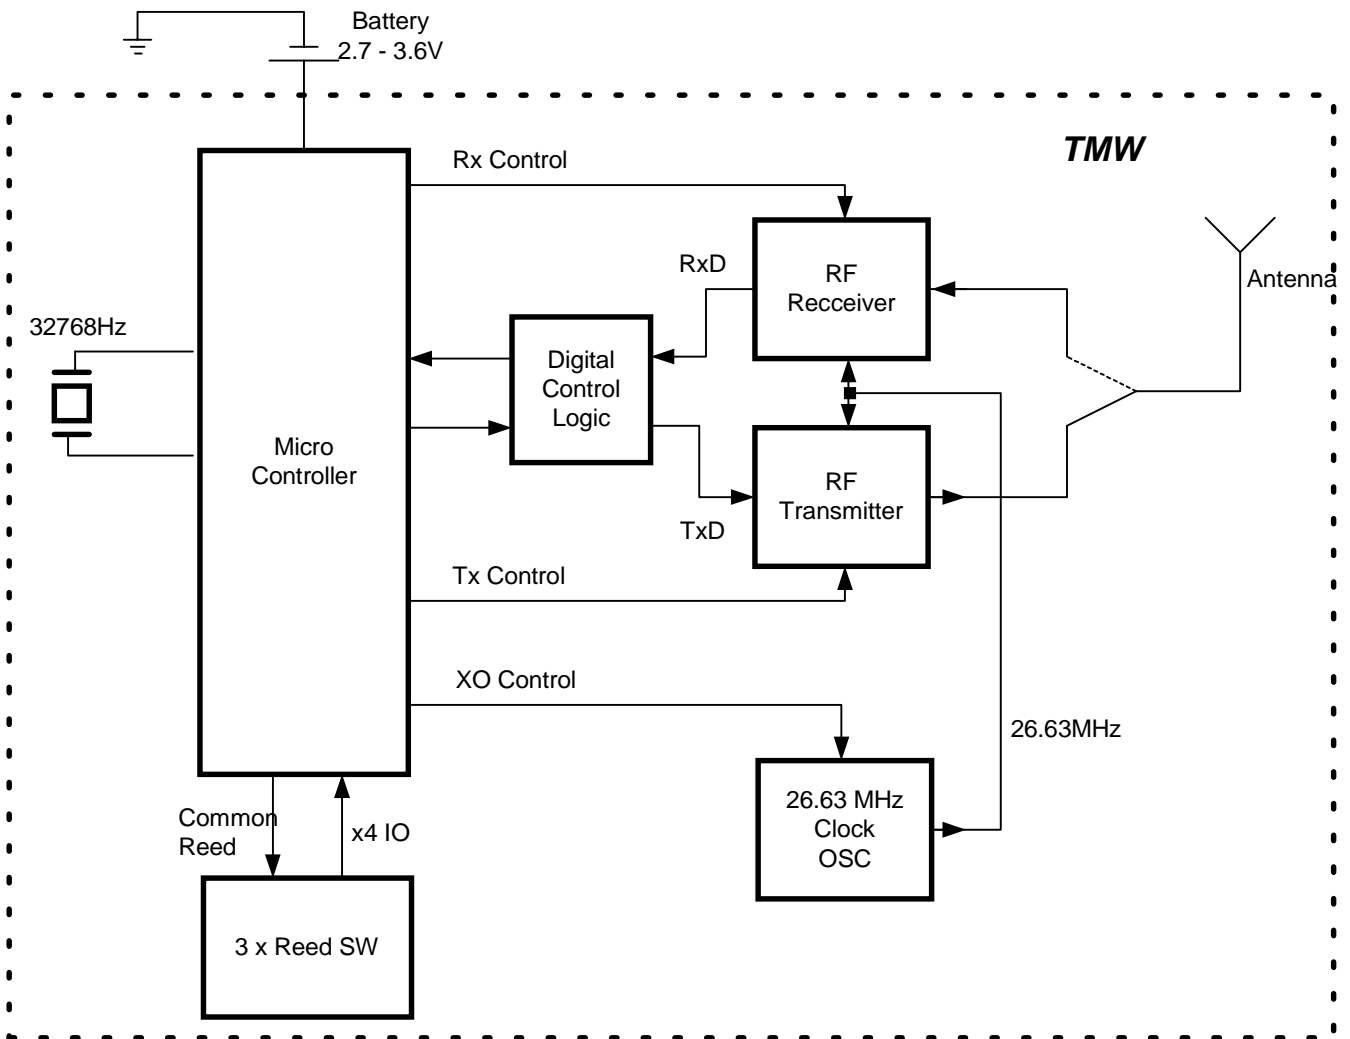 Battery
2.7 - 3.6V
TMW
Rx Control
RxD
RF
Recceiver
Antenna
32768Hz
Digital
Control
Logic
Micro
Controller
RF
Transmitter
TxD
Tx Control
XO Control
26.63MHz
26.63 MHz
Clock
OSC
Common
Reed
x4 IO
3 x Reed SW